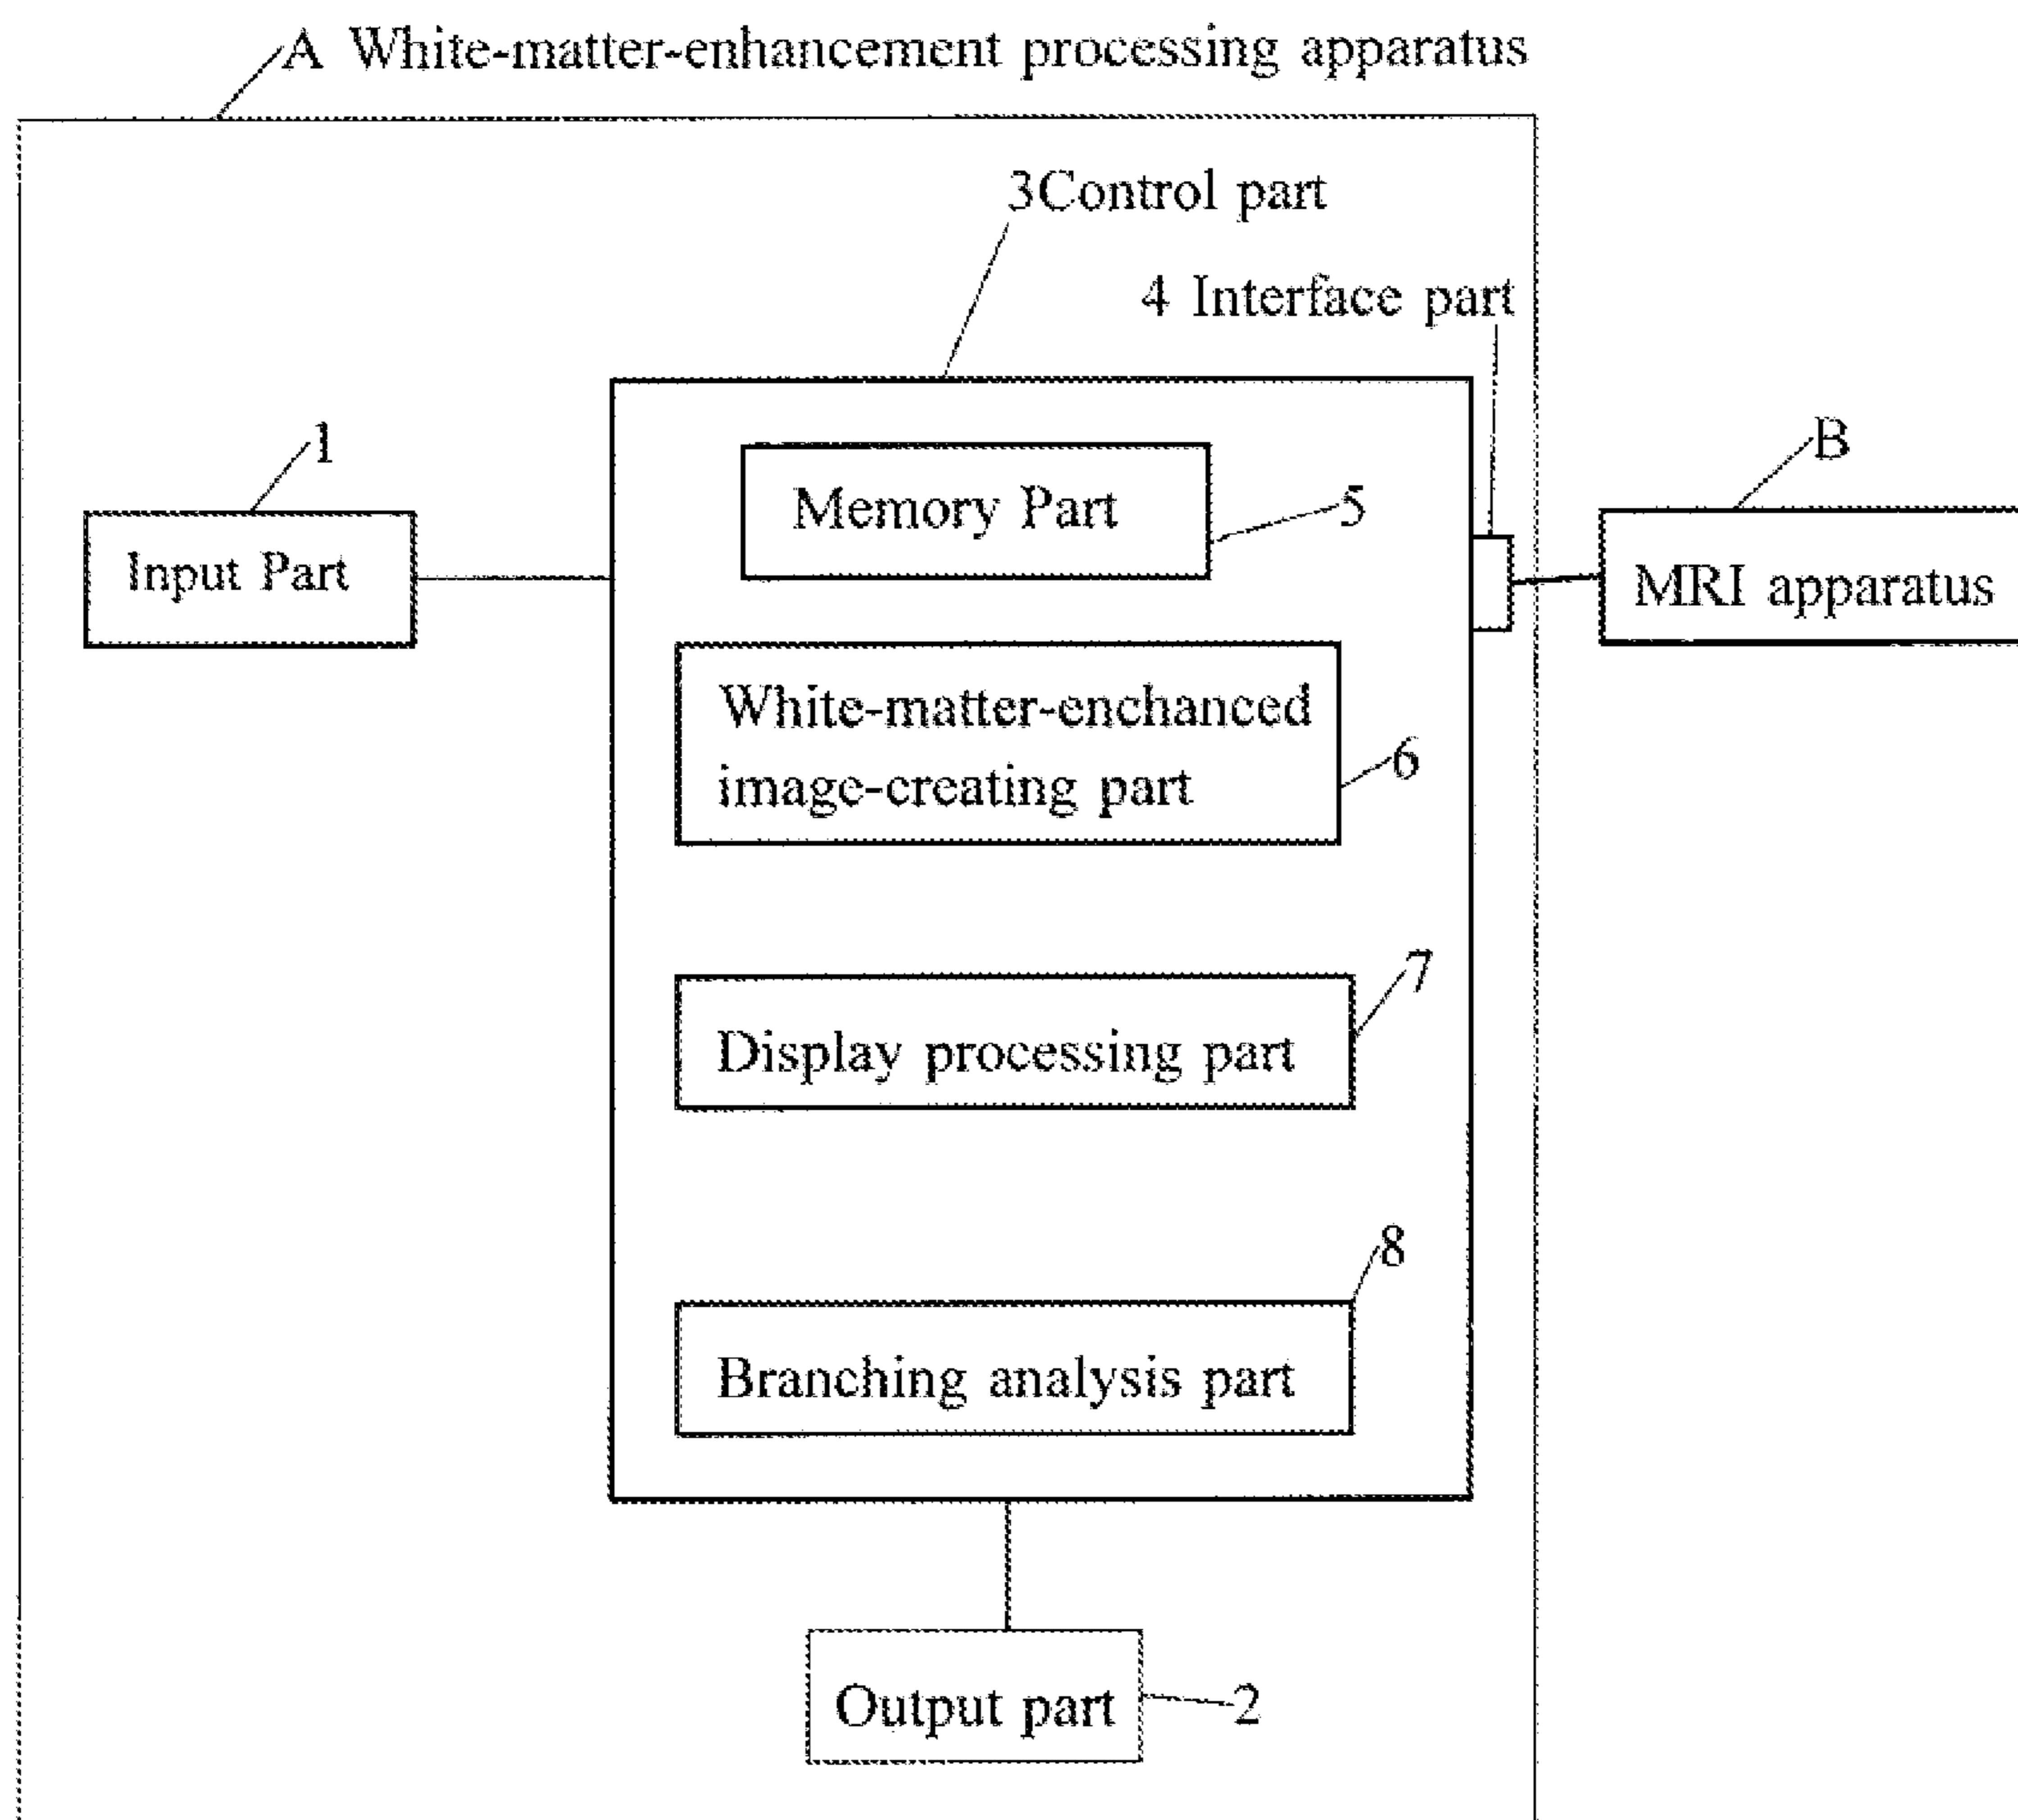 A White-matter-enhancement processing apparatus
3Control part
4 Interface part
1
Input Part
Memory Part
5
B
MRI apparatus
White-matter-enchanced
image-creating part
6
7
Display processing part
8
Branching analysis part
Output part
2